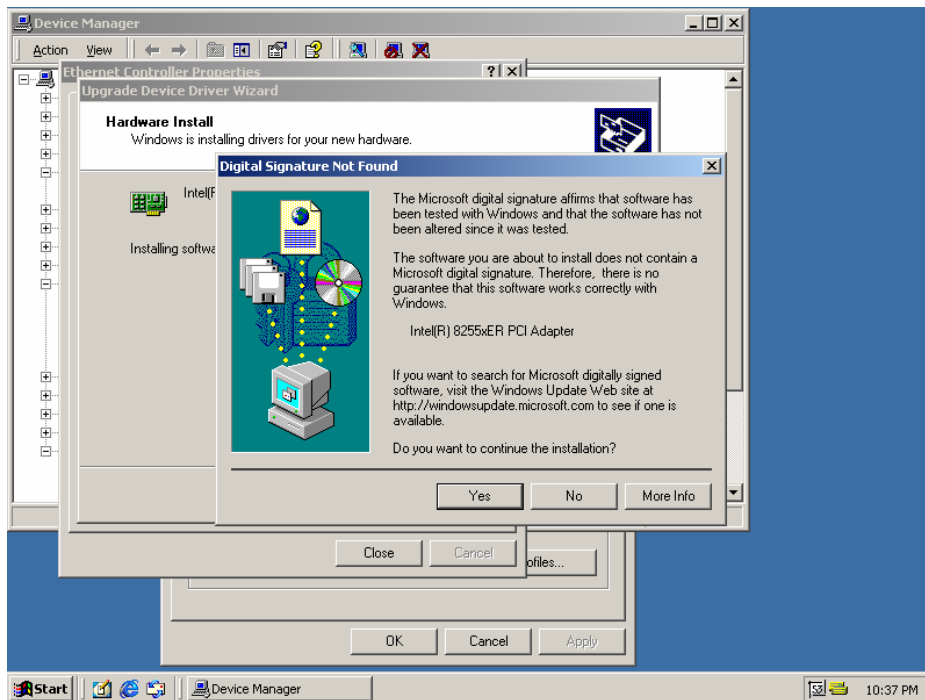 Device Manager
Action View
Ethernet Controller Properties
Upgrade Device Driver Wizard
Hardware Install
Windows is installing drivers for your new hardware.
Digital Signature Not Found
Intel(R
Installing softwa
The Microsoft digital signature affirms that software has
been tested with Windows and that the software has not
been altered since it was tested.
The software you are about to install does not contain a
Microsoft digital signature. Therefore, there is no
guarantee that this software works correctly with
Windows.
Intel(R) 8255xER PCI Adapter
If you want to search for Microsoft digitally signed
software, visit the Windows Update Web site at
http://windowsupdate.microsoft.com to see if one is
available.
Do you want to continue the installation?
Yes No More Info
Close Cancel
ofiles...
OK Cancel Apply
Start Device Manager 10:37 PM